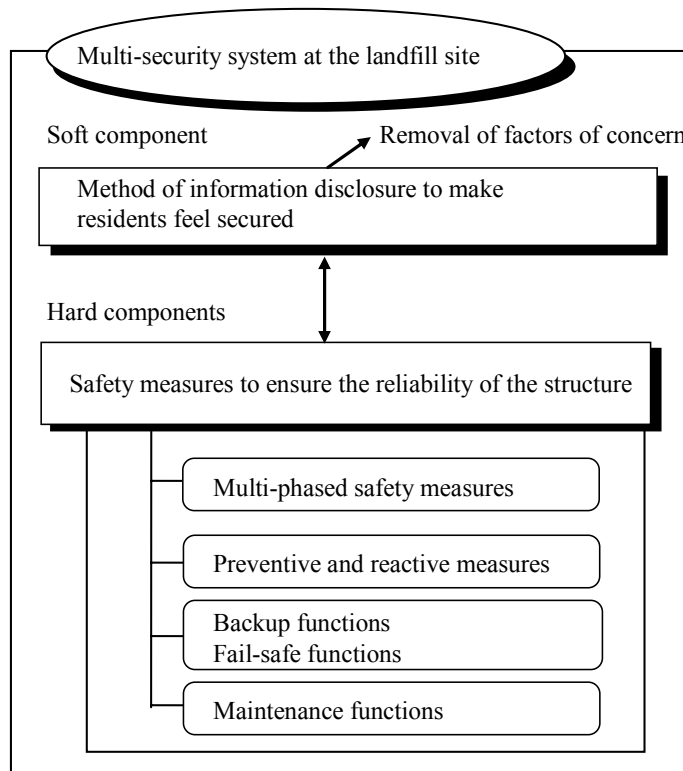 Multi-security system at the landfill site
Soft component
Removal of factors of concern
Method of information disclosure to make
residents feel secured
Hard components
Safety measures to ensure the reliability of the structure
Multi-phased safety measures
Preventive and reactive measures
Backup functions
Fail-safe functions
Maintenance functions